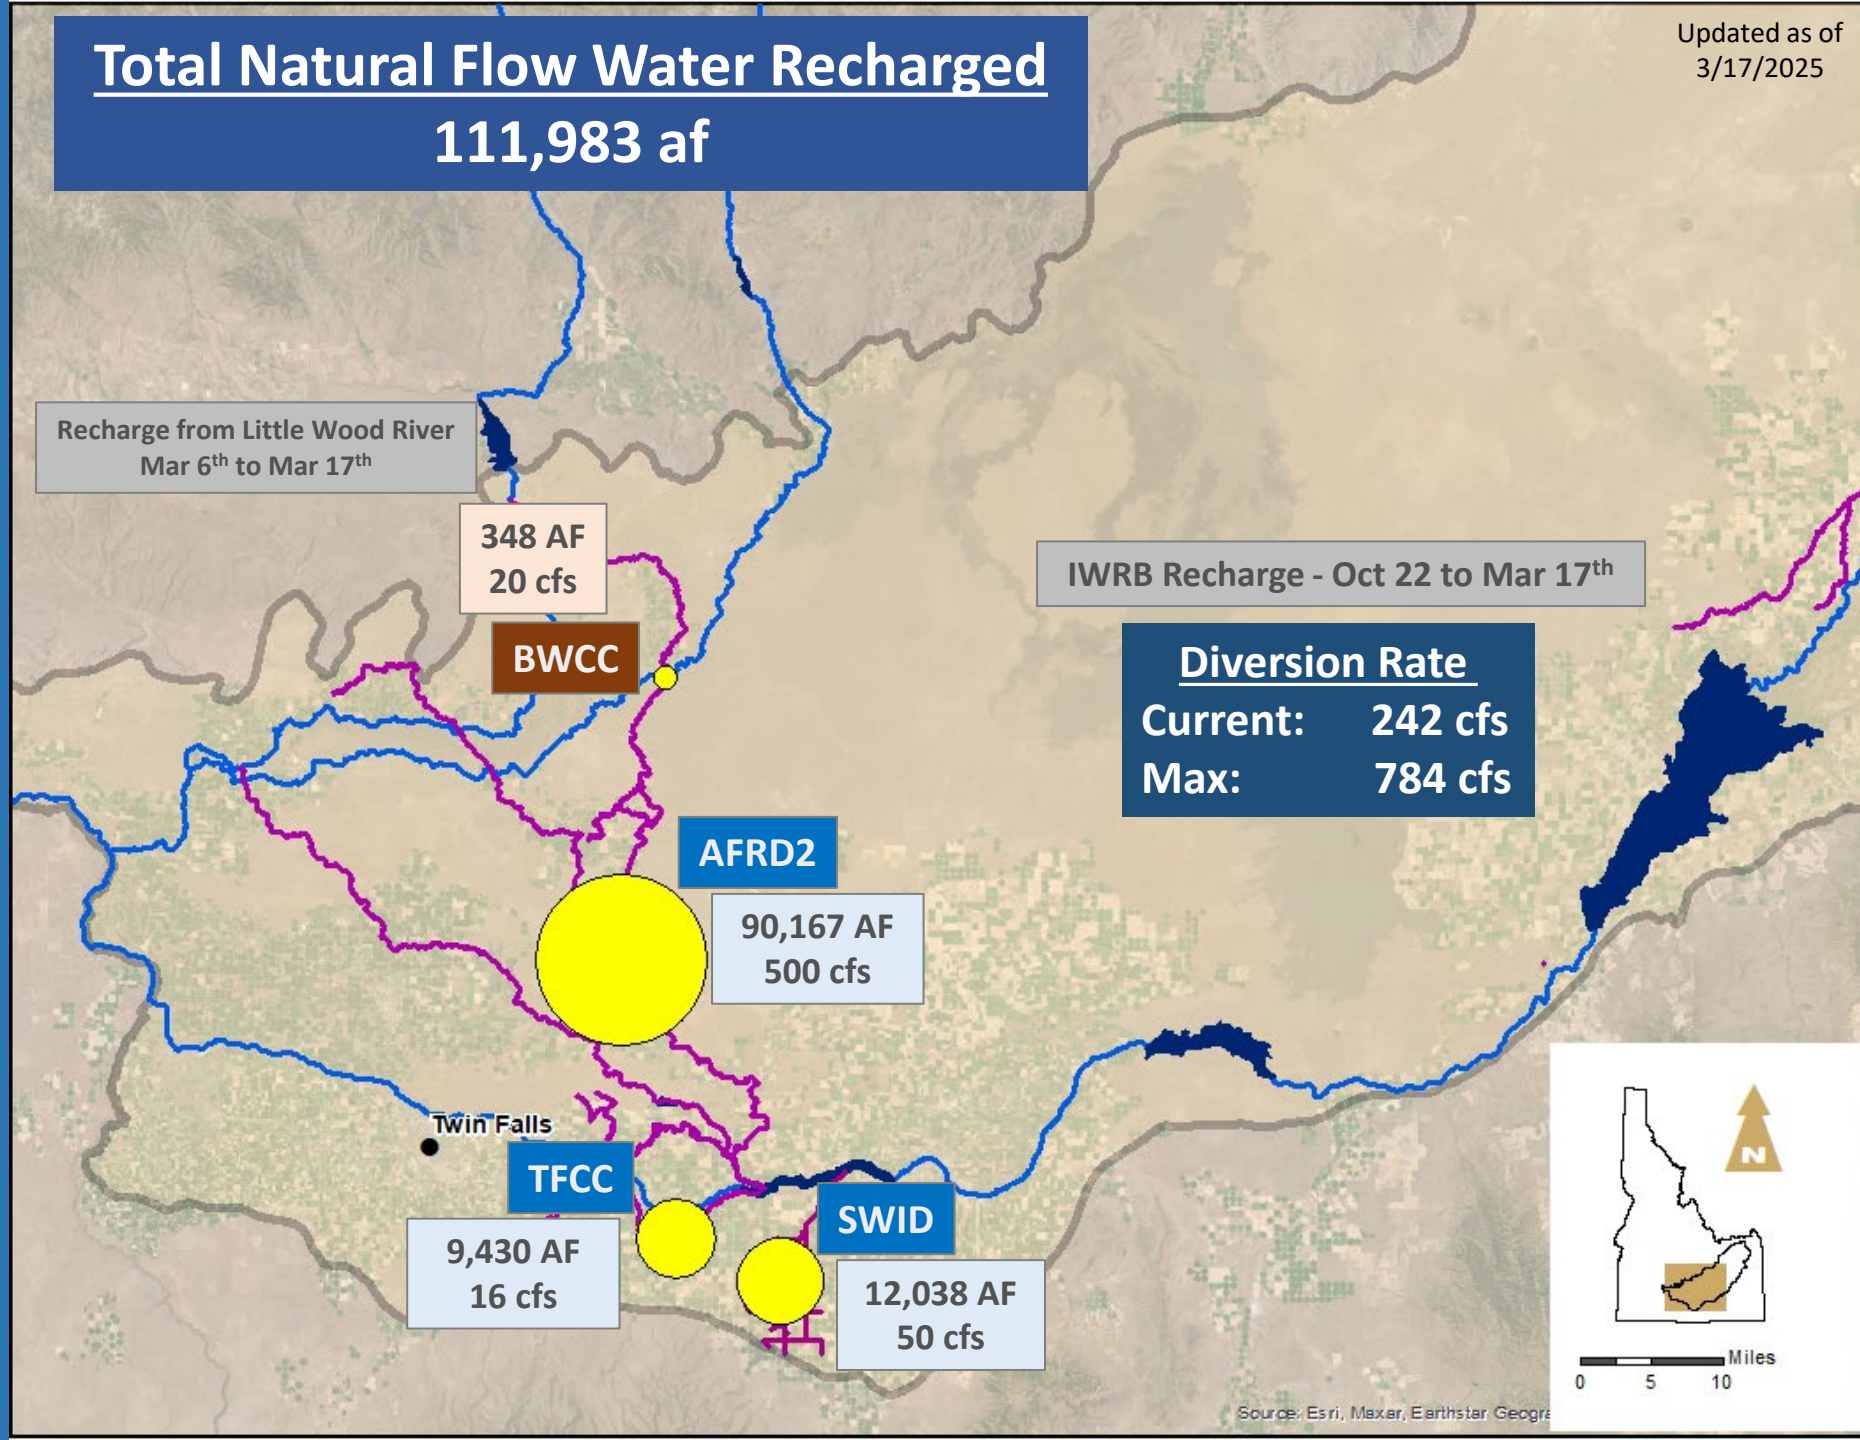 Total Natural Flow Water Recharged
111,983 af
Updated as of
3/17/2025
Recharge from Little Wood River
Mar 6th to Mar 17th
348 AF
20 cfs
BWCC
IWRB Recharge - Oct 22 to Mar 17th
Diversion Rate
Current: 242 cfs
Max: 784 cfs
AFRD2
90,167 AF
500 cfs
Twin Falls
TFCC
9,430 AF
16 cfs
SWID
12,038 AF
50 cfs
N
Miles
0 5 10
Source: Esri, Maxar, Earthstar Geogra